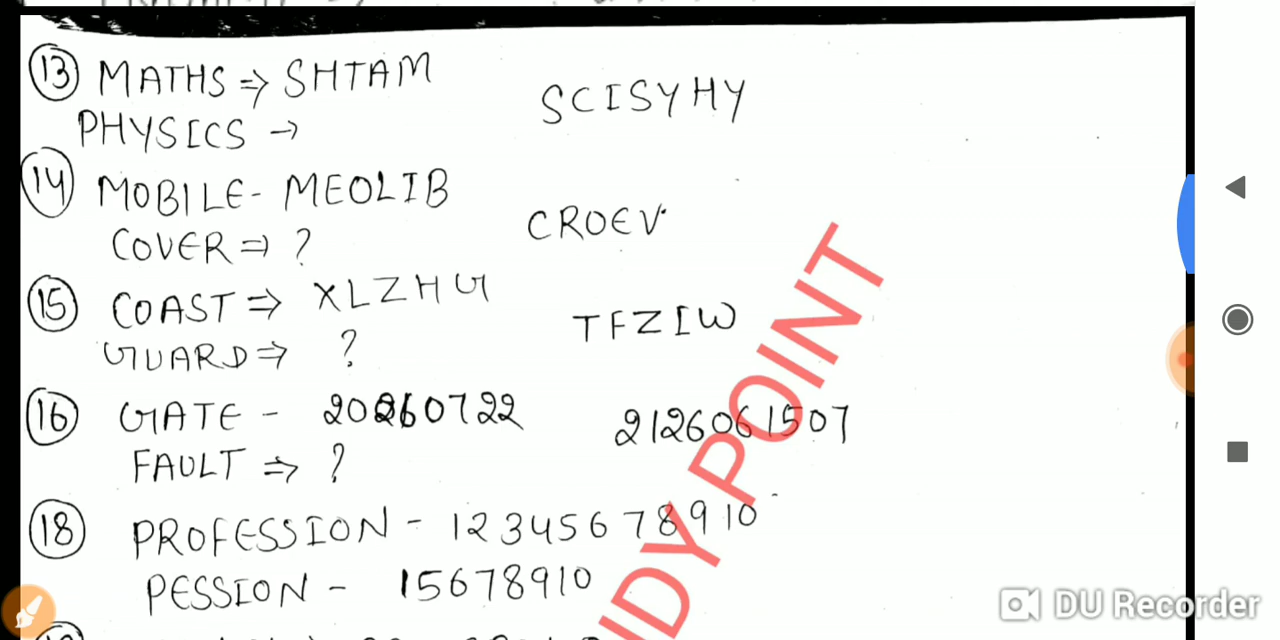 (13) MATHS => SHTAM
SCISYHY
PHYSICS →
(14) MOBILE - MEOLIB
CROEV
COVER => ?
(15) COAST => XLZHG
TFZIW
GUARD => ?
(16) GATE - 20260722
2126061507
FAULT => ?
(18) PROFESSION - 12345678910
PESSION - 15678910
UDY POINT
DU Recorder